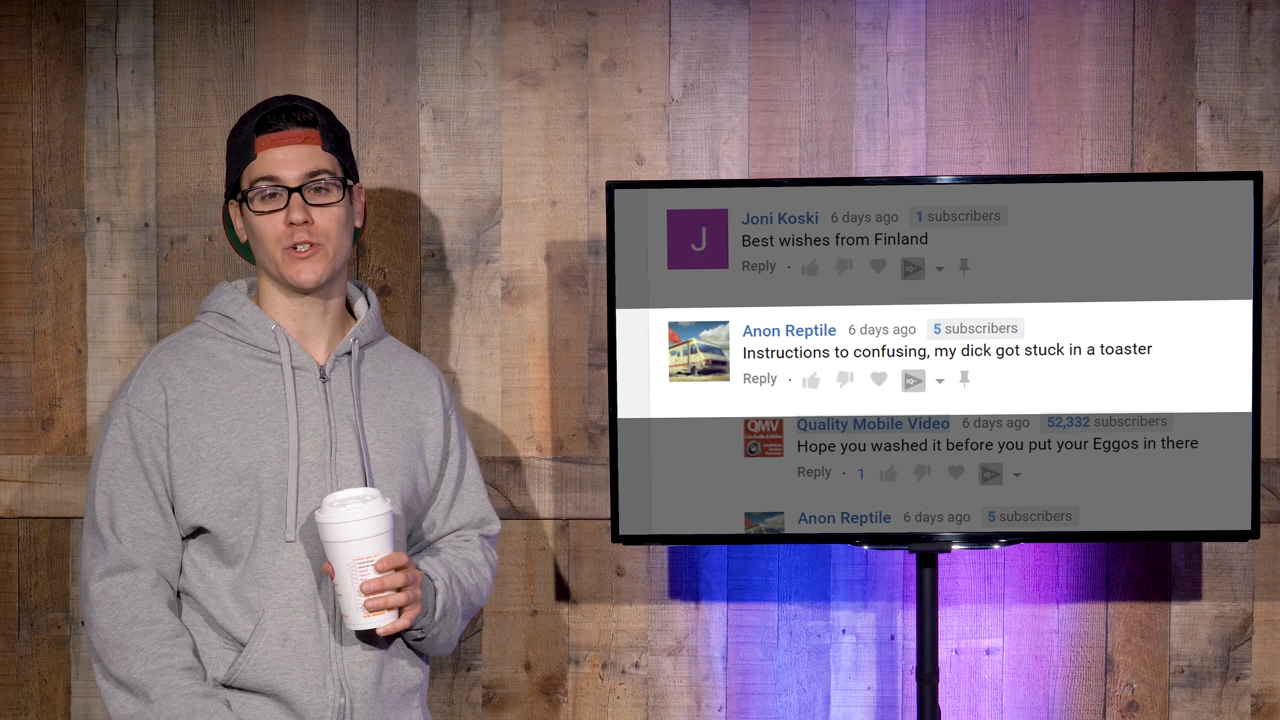 J
Joni Koski 6 days ago 1 subscribers
Best wishes from Finland
Reply ·
Anon Reptile 6 days ago 5 subscribers
Instructions to confusing, my dick got stuck in a toaster
Reply ·
QMV
Quality Mobile Video 6 days ago 52,332 subscribers
Hope you washed it before you put your Eggos in there
Reply · 1
Anon Reptile 6 days ago 5 subscribers